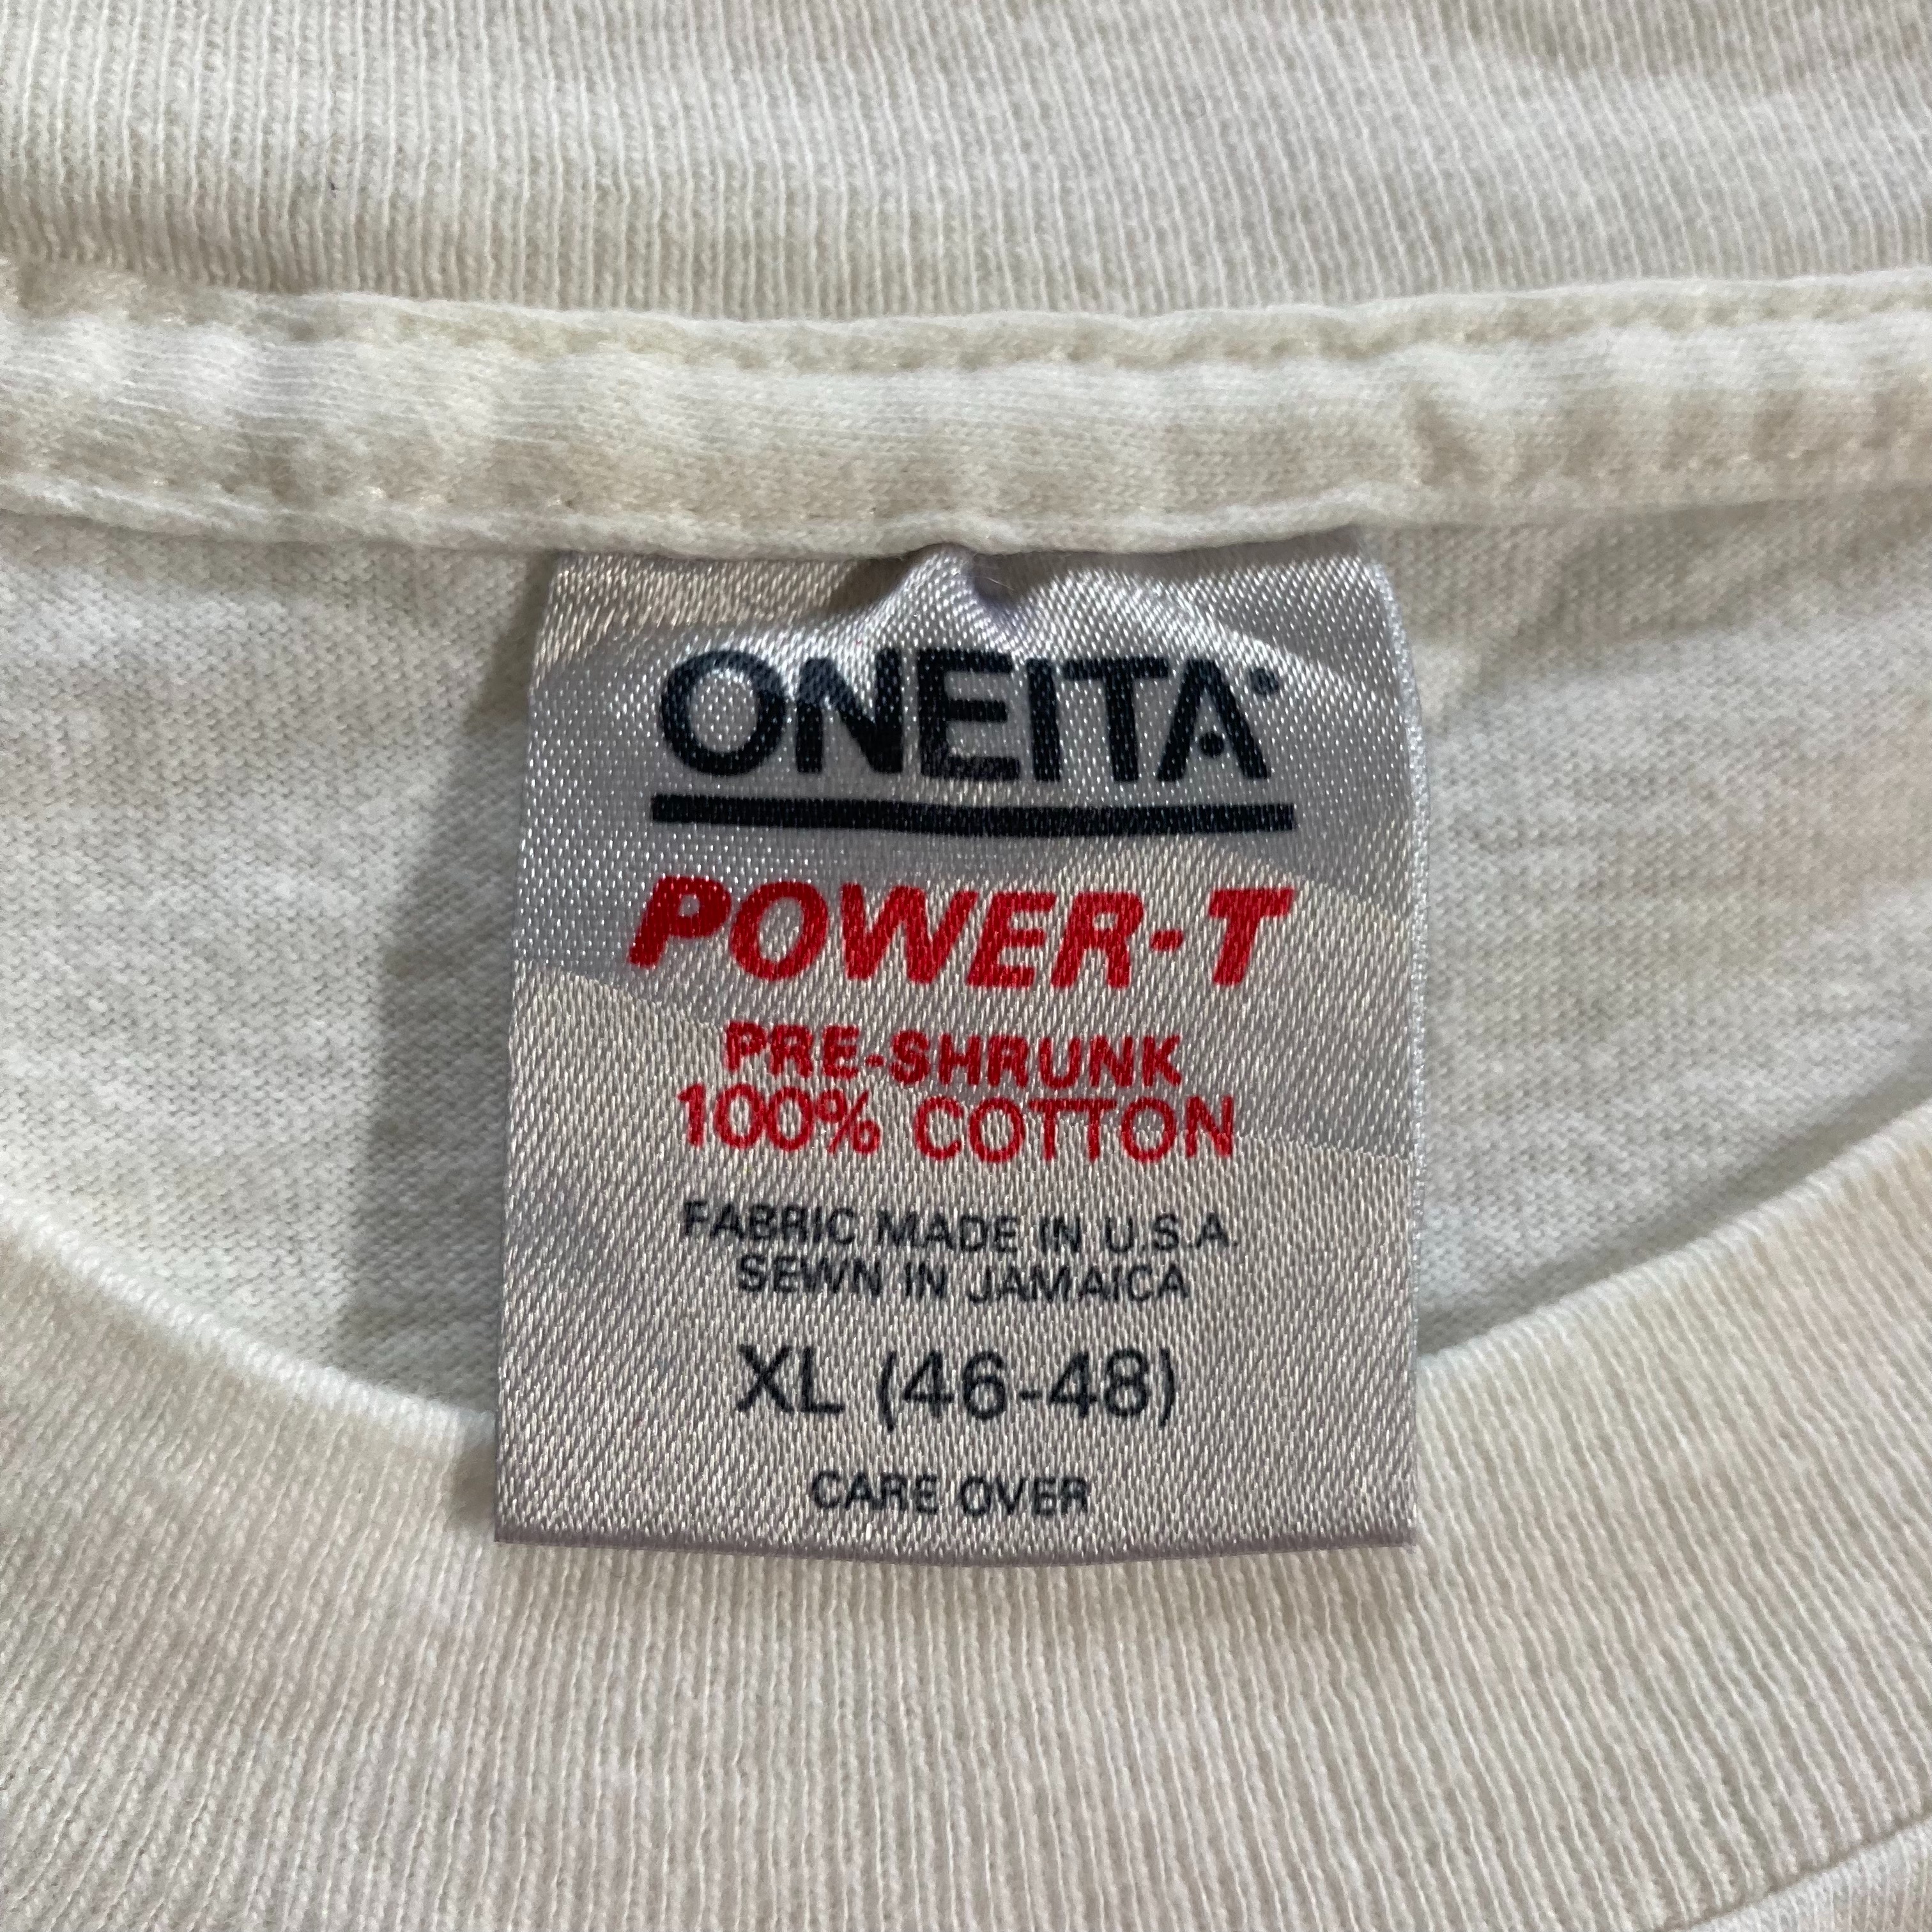 ONEITA
POWER-T
PRE-SHRUNK
100% COTTON
FABRIC MADE IN U.S.A.
SEWN IN JAMAICA
XL (46-48)
CARE OVER